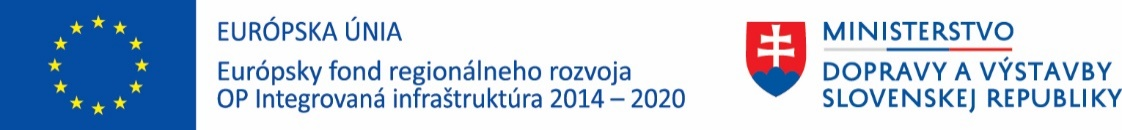 EURÓPSKA ÚNIA
Európsky fond regionálneho rozvoja
OP Integrovaná infraštruktúra 2014 – 2020
MINISTERSTVO
DOPRAVY A VÝSTAVBY
SLOVENSKEJ REPUBLIKY